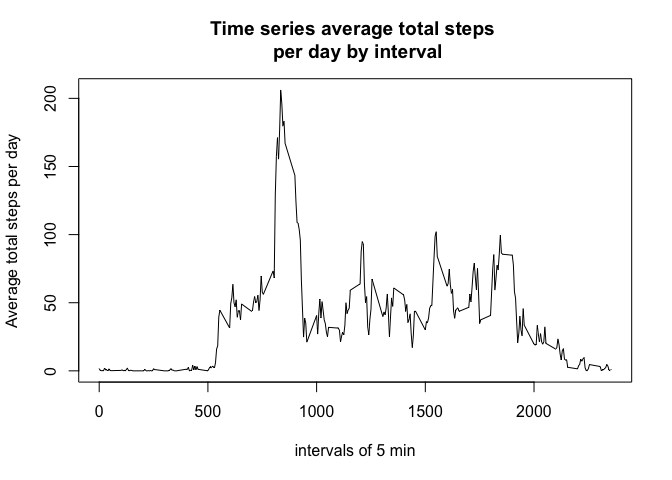 Time series average total steps
per day by interval
Average total steps per day
200
150
100
50
0
0 500 1000 1500 2000
intervals of 5 min